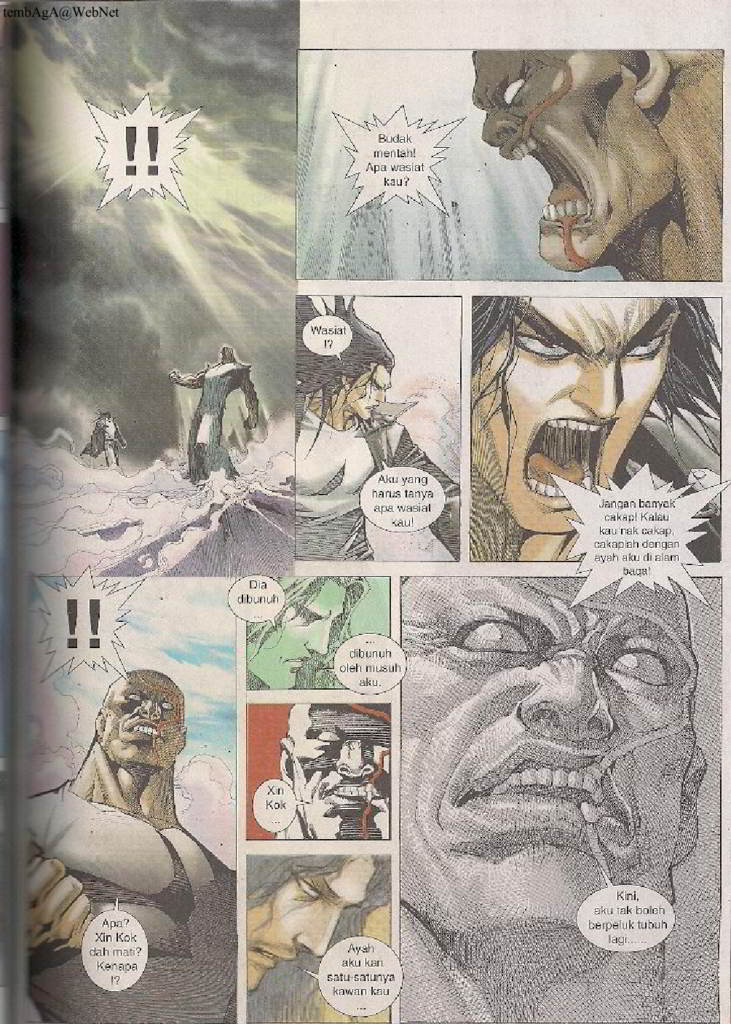 tembAgA@WebNet
!!
Budak
mentah!
Apa wasiat
kau?
Wasiat
!?
Aku yang
harus tanya
apa wasiat
kau!
Jangan banyak
cakap! Kalau
kau nak cakap,
cakaplah dengan
ayah aku di alam
baqa!
!!
Apa?
Xin Kok
dah mati?
Kenapa
!?
Dia
dibunuh
...
...
dibunuh
oleh musuh
aku.
Xin
Kok
...
Ayah
aku kan
satu-satunya
kawan kau
...
Kini,
aku tak boleh
berpeluk tubuh
lagi......